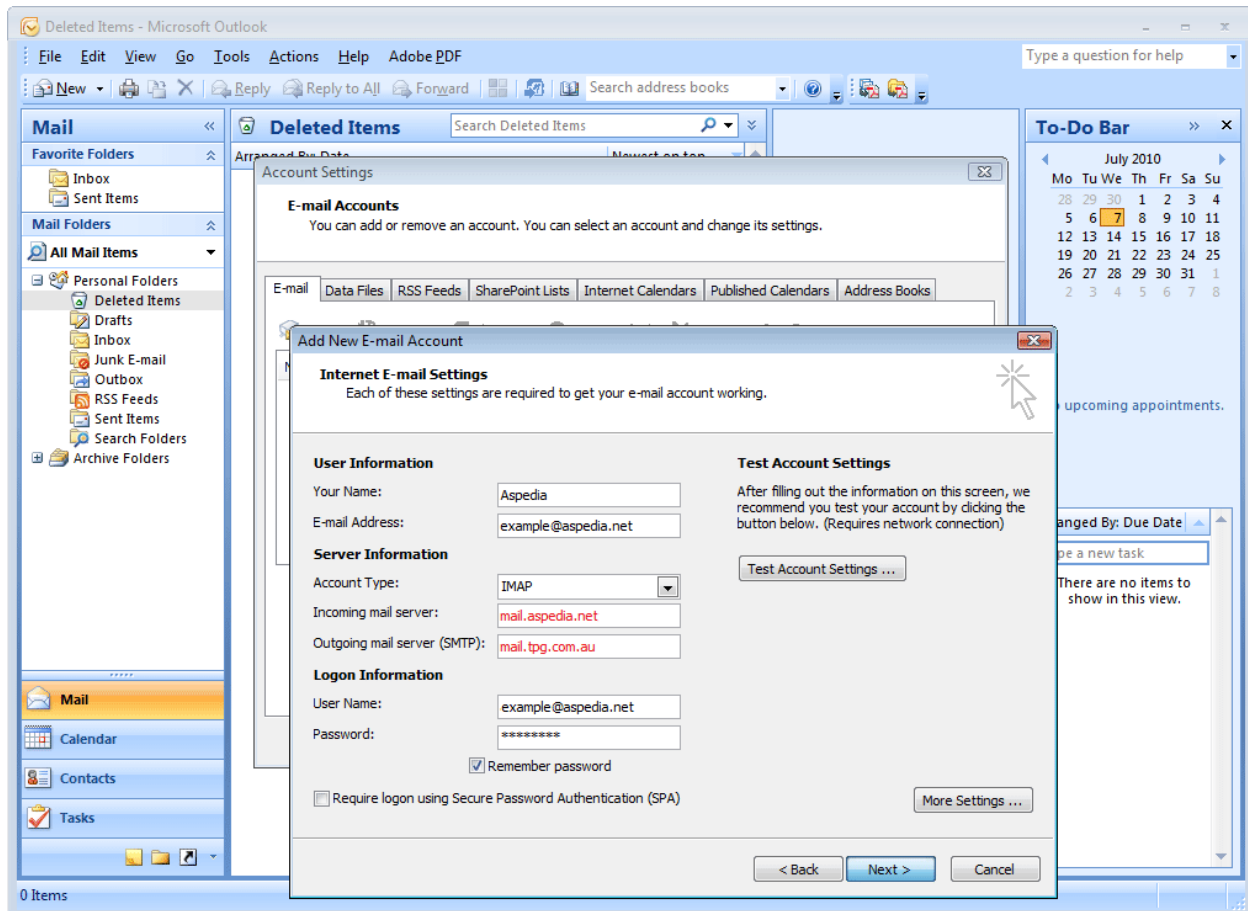 Deleted Items - Microsoft Outlook
File Edit View Go Tools Actions Help Adobe PDF
Type a question for help
New Reply Reply to All Forward Search address books
Mail
Favorite Folders
Inbox
Sent Items
Mail Folders
All Mail Items
Personal Folders
Deleted Items
Drafts
Inbox
Junk E-mail
Outbox
RSS Feeds
Sent Items
Search Folders
Archive Folders
Mail
Calendar
Contacts
Tasks
0 Items
Deleted Items
Search Deleted Items
Arranged By: Date Newest on top
Account Settings
E-mail Accounts
You can add or remove an account. You can select an account and change its settings.
E-mail Data Files RSS Feeds SharePoint Lists Internet Calendars Published Calendars Address Books
Add New E-mail Account
Internet E-mail Settings
Each of these settings are required to get your e-mail account working.
User Information
Your Name: Aspedia
E-mail Address: example@aspedia.net
Server Information
Account Type: IMAP
Incoming mail server: mail.aspedia.net
Outgoing mail server (SMTP): mail.tpg.com.au
Logon Information
User Name: example@aspedia.net
Password: ********
Remember password
Require logon using Secure Password Authentication (SPA)
Test Account Settings
After filling out the information on this screen, we
recommend you test your account by clicking the
button below. (Requires network connection)
Test Account Settings ...
More Settings ...
< Back Next > Cancel
To-Do Bar
July 2010
Mo Tu We Th Fr Sa Su
28 29 30 1 2 3 4
5 6 7 8 9 10 11
12 13 14 15 16 17 18
19 20 21 22 23 24 25
26 27 28 29 30 31 1
2 3 4 5 6 7 8
upcoming appointments.
anged By: Due Date
pe a new task
There are no items to
show in this view.